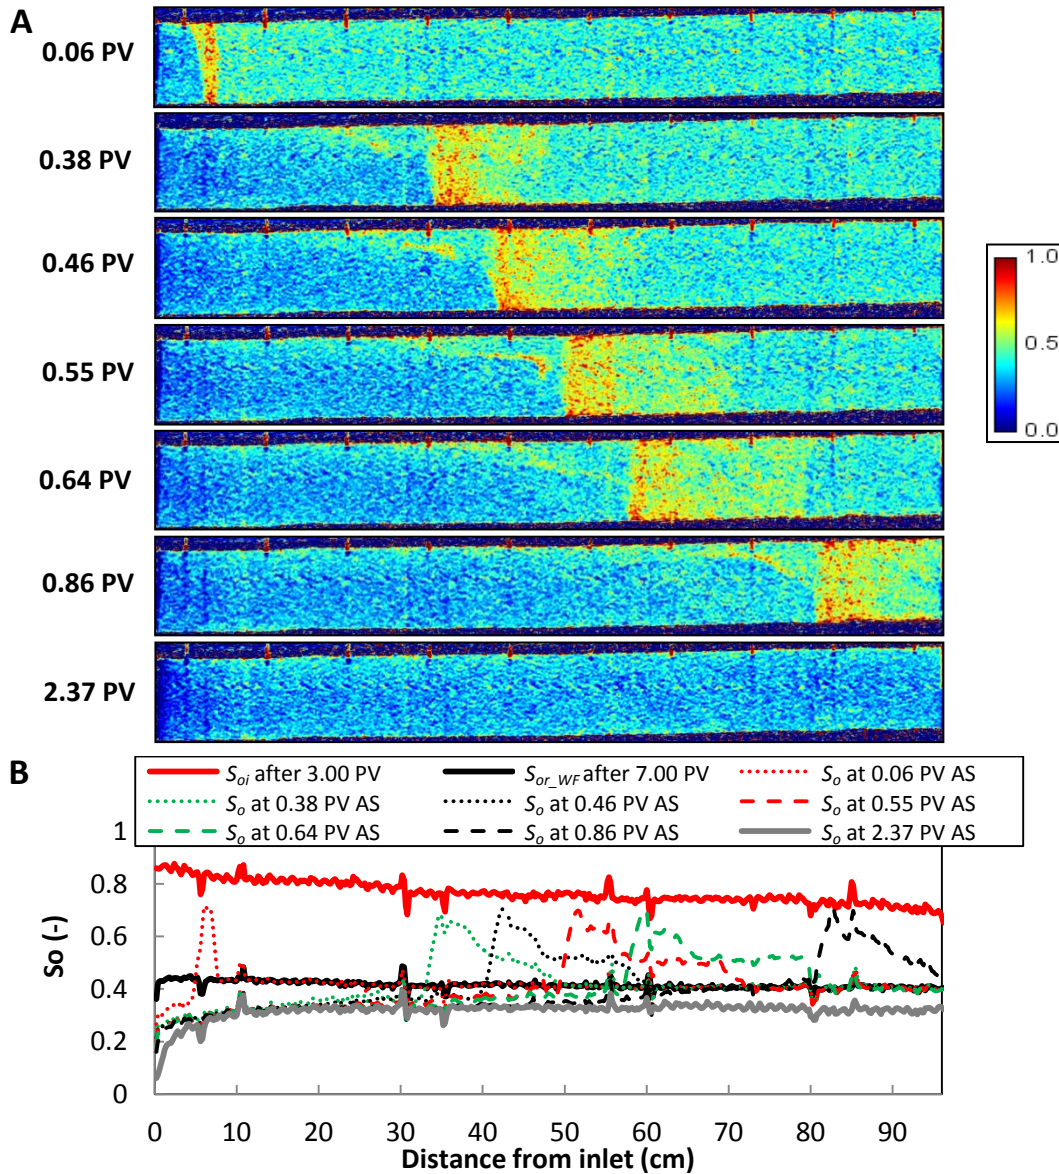 A
0.06 PV
0.38 PV
0.46 PV
0.55 PV
0.64 PV
0.86 PV
2.37 PV
1.0
0.5
0.0
B
Soi after 3.00 PV
Sor_WF after 7.00 PV
So at 0.06 PV AS
So at 0.38 PV AS
So at 0.46 PV AS
So at 0.55 PV AS
So at 0.64 PV AS
So at 0.86 PV AS
So at 2.37 PV AS
1
0.8
0.6
0.4
0.2
0
So (-)
0 10 20 30 40 50 60 70 80 90
Distance from inlet (cm)